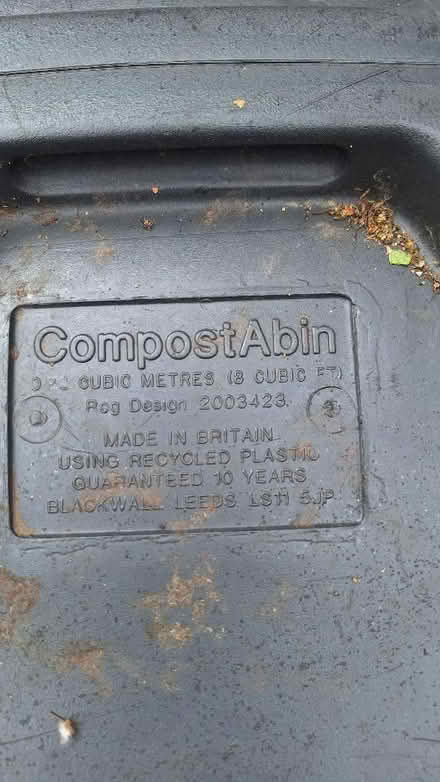 CompostAbin
CUBIC METRES (8 CUBIC FT)
Reg Design 2003423.
MADE IN BRITAIN
USING RECYCLED PLASTIC
GUARANTEED 10 YEARS
BLACKWALL LEEDS LS11 5JP